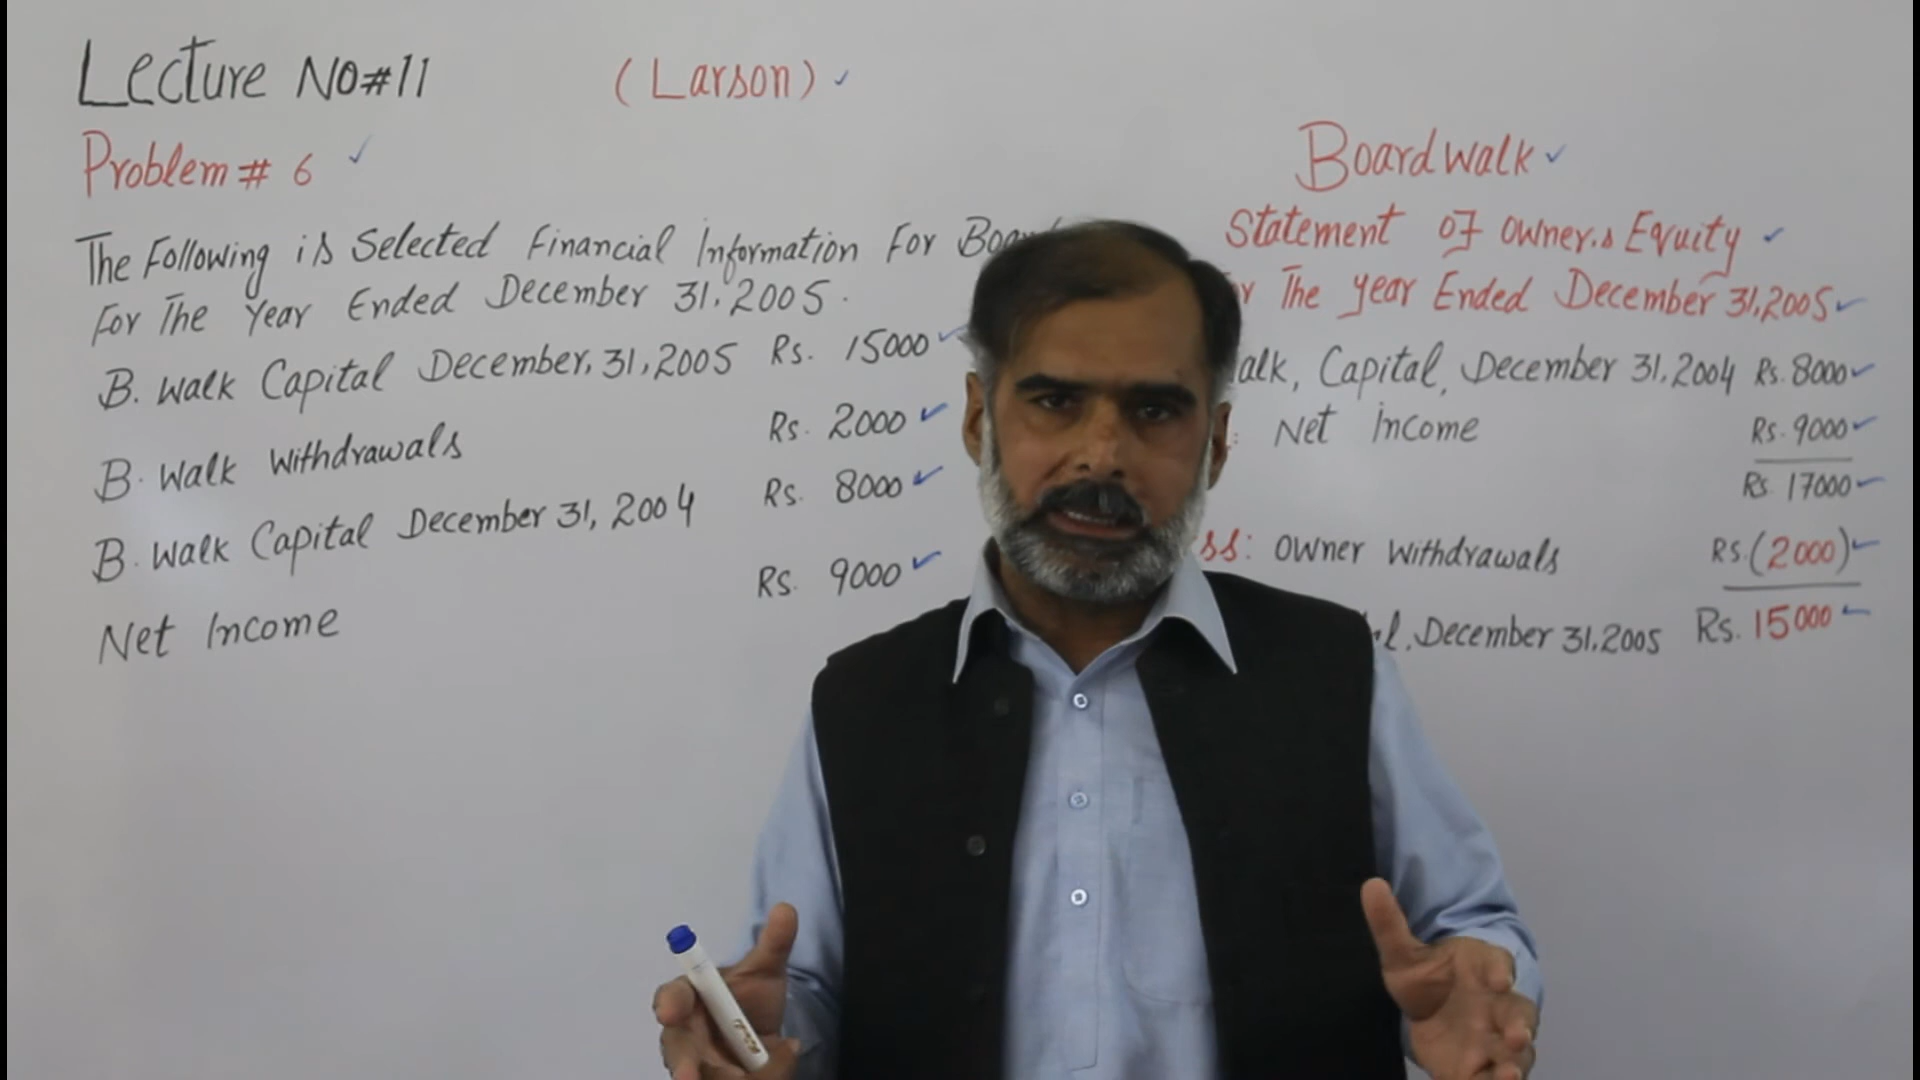 Lecture No#11
(Larson)
Problem# 6
The Following is Selected Financial Information For
For The Year Ended December 31, 2005.
B. Walk Capital December, 31, 2005 Rs. 15000
B. Walk Withdrawals Rs. 2000
B. Walk Capital December 31, 2004 Rs. 8000
Net Income Rs. 9000
Boardwalk
Statement of Owner,s Equity
The year Ended December 31, 2005
alk, Capital, December 31, 2004 Rs. 8000
: Net Income Rs. 9000
Rs. 17000
ss: Owner Withdrawals Rs. (2000)
al, December 31, 2005 Rs. 15000